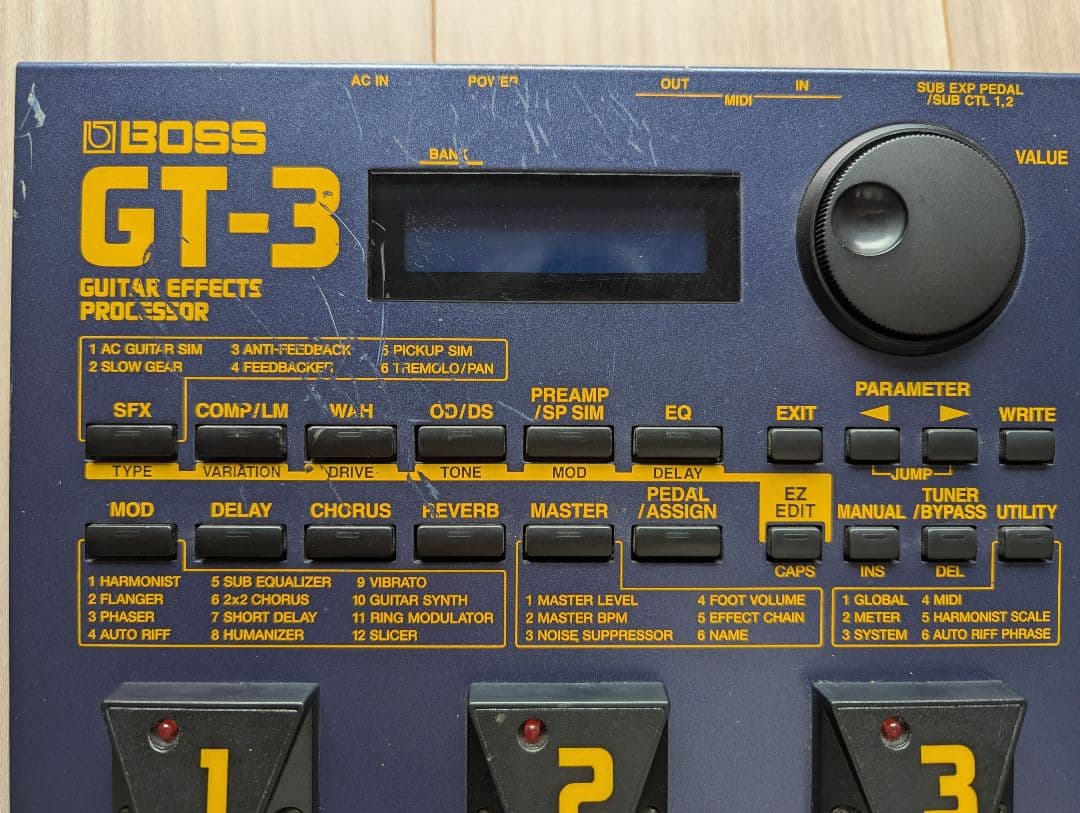 AC IN
POWER
OUT
IN
MIDI
SUB EXP PEDAL
/SUB CTL 1,2
BOSS
BANK
VALUE
GT-3
GUITAR EFFECTS
PROCESSOR
1 AC GUITAR SIM 3 ANTI-FEEDBACK 5 PICKUP SIM
2 SLOW GEAR 4 FEEDBACKER 6 TREMOLO/PAN
SFX COMP/LM WAH OD/DS PREAMP
/SP SIM EQ
TYPE VARIATION DRIVE TONE MOD DELAY
PARAMETER
EXIT WRITE
JUMP
MOD DELAY CHORUS REVERB MASTER PEDAL
/ASSIGN
EZ
EDIT
MANUAL TUNER
/BYPASS UTILITY
CAPS INS DEL
1 HARMONIST 5 SUB EQUALIZER 9 VIBRATO
2 FLANGER 6 2x2 CHORUS 10 GUITAR SYNTH
3 PHASER 7 SHORT DELAY 11 RING MODULATOR
4 AUTO RIFF 8 HUMANIZER 12 SLICER
1 MASTER LEVEL 4 FOOT VOLUME
2 MASTER BPM 5 EFFECT CHAIN
3 NOISE SUPPRESSOR 6 NAME
1 GLOBAL 4 MIDI
2 METER 5 HARMONIST SCALE
3 SYSTEM 6 AUTO RIFF PHRASE
1
2
3